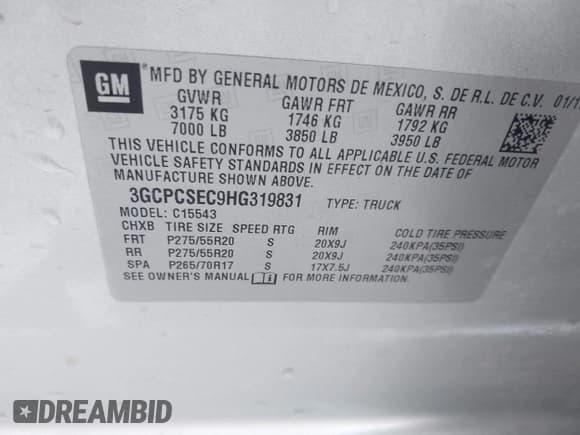 GM
MFD BY GENERAL MOTORS DE MEXICO, S. DE R.L. DE C.V. 01/1
GVWR GAWR FRT GAWR RR
3175 KG 1746 KG 1792 KG
7000 LB 3850 LB 3950 LB
THIS VEHICLE CONFORMS TO ALL APPLICABLE U.S. FEDERAL MOTOR
VEHICLE SAFETY STANDARDS IN EFFECT ON THE DATE OF
MANUFACTURE SHOWN ABOVE.
3GCPCSEC9HG319831 TYPE: TRUCK
MODEL: C15543
CHXB TIRE SIZE SPEED RTG RIM COLD TIRE PRESSURE
FRT P275/55R20 S 20X9J 240KPA(35PSI)
RR P275/55R20 S 20X9J 240KPA(35PSI)
SPA P265/70R17 S 17X7.5J 240KPA(35PSI)
SEE OWNER'S MANUAL FOR MORE INFORMATION.
DREAMBID